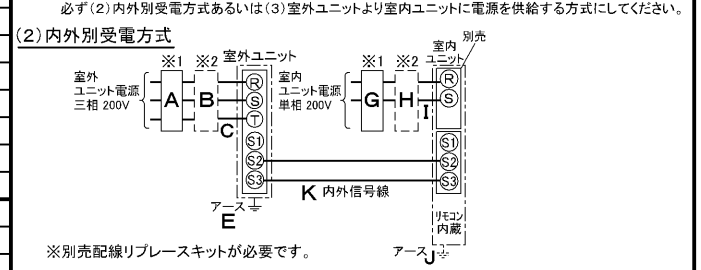 必ず(2)内外別受電方式あるいは(3)室外ユニットより室内ユニットに電源を供給する方式にしてください。
(2)内外別受電方式
※1 ※2 室外ユニット
室外
ユニット電源
三相 200V
A B C
R
S
T
S1
S2
S3
アース
E
※1 ※2
室内
ユニット
別売
室内
ユニット電源
単相 200V
G H I
R
S
S1
S2
S3
K 内外信号線
リモコン
内蔵
アース J
※別売配線リプレースキットが必要です。